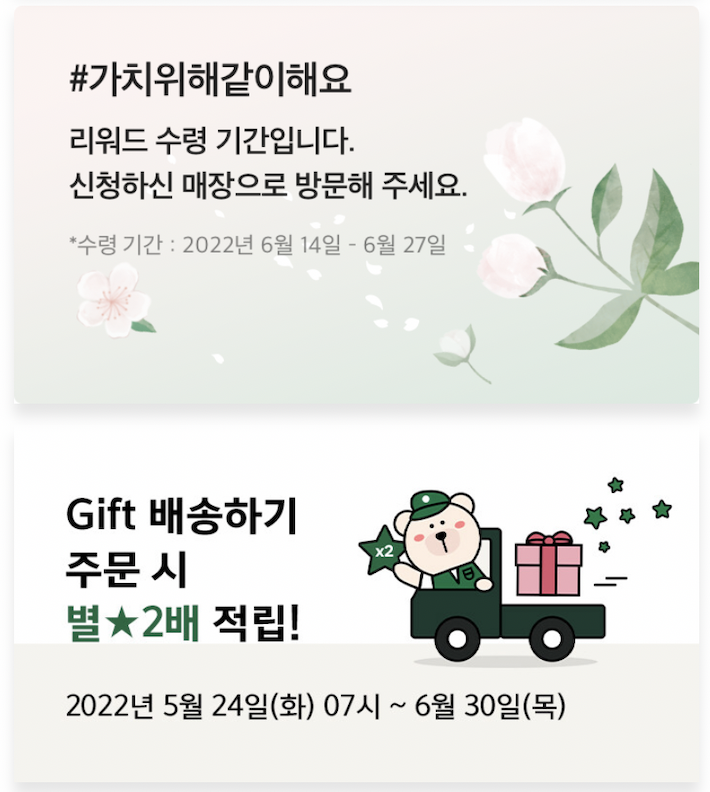 #가치위해같이해요
리워드 수령 기간입니다.
신청하신 매장으로 방문해 주세요.
*수령 기간 : 2022년 6월 14일 - 6월 27일
Gift 배송하기
주문 시
별★2배 적립!
x2
2022년 5월 24일(화) 07시 ~ 6월 30일(목)